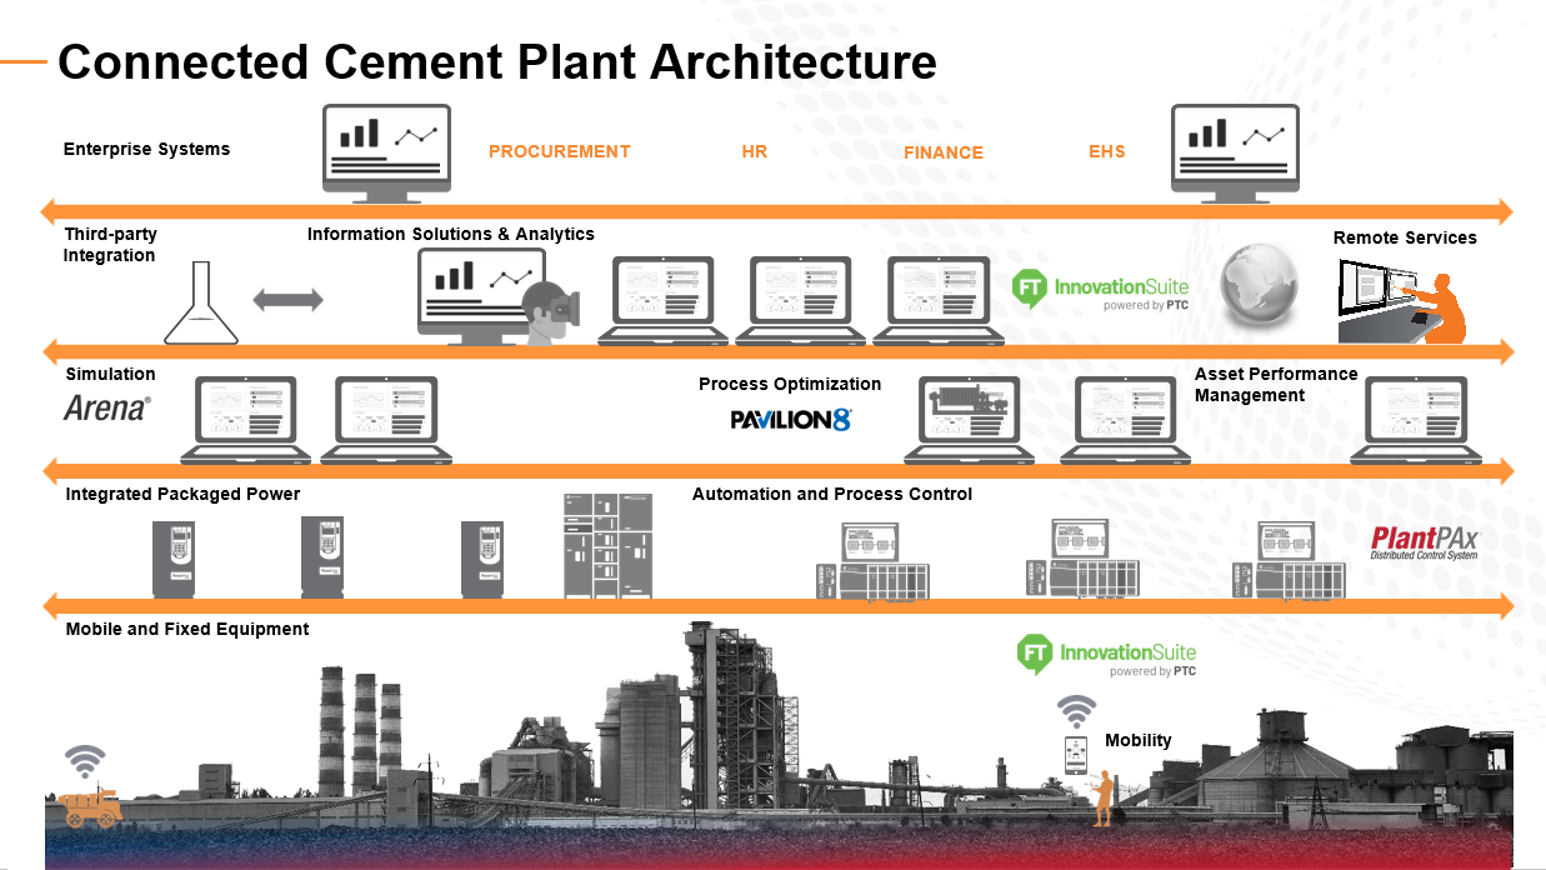 Connected Cement Plant Architecture
Enterprise Systems
PROCUREMENT
HR
FINANCE
EHS
Third-party
Integration
Information Solutions & Analytics
FT InnovationSuite
powered by PTC
Remote Services
Simulation
Arena®
Process Optimization
PAVILION8®
Asset Performance
Management
Integrated Packaged Power
Automation and Process Control
PlantPAx
Distributed Control System
Mobile and Fixed Equipment
FT InnovationSuite
powered by PTC
Mobility